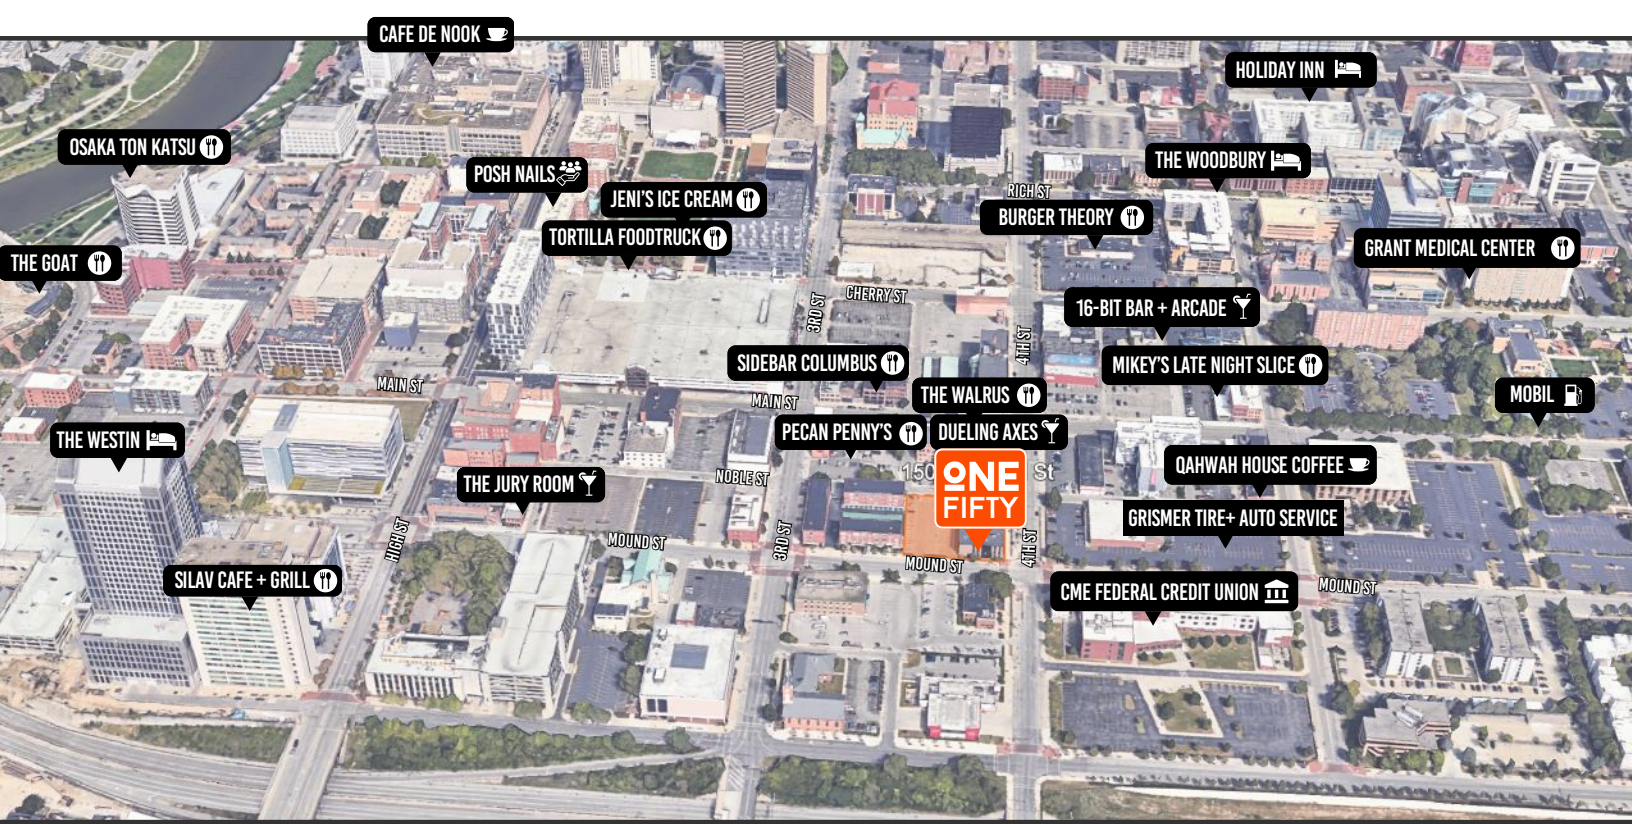 CAFE DE NOOK
HOLIDAY INN
OSAKA TON KATSU
THE WOODBURY
POSH NAILS
JENI'S ICE CREAM
RICH ST
BURGER THEORY
TORTILLA FOODTRUCK
GRANT MEDICAL CENTER
THE GOAT
CHERRY ST
3RD ST
16-BIT BAR + ARCADE
4TH ST
SIDEBAR COLUMBUS
MIKEY'S LATE NIGHT SLICE
MAIN ST
THE WALRUS
MOBIL
MAIN ST
PECAN PENNY'S
DUELING AXES
THE WESTIN
QAHWAH HOUSE COFFEE
NOBLE ST
150
St
ONE
FIFTY
THE JURY ROOM
GRISMER TIRE+ AUTO SERVICE
HIGH ST
MOUND ST
3RD ST
4TH ST
MOUND ST
SILAV CAFE + GRILL
CME FEDERAL CREDIT UNION
MOUND ST